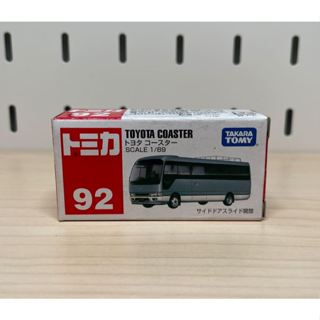 トミカ
92
TOYOTA COASTER
トヨタ コースター
SCALE 1/89
TAKARA
TOMY
サイドドアスライド開閉